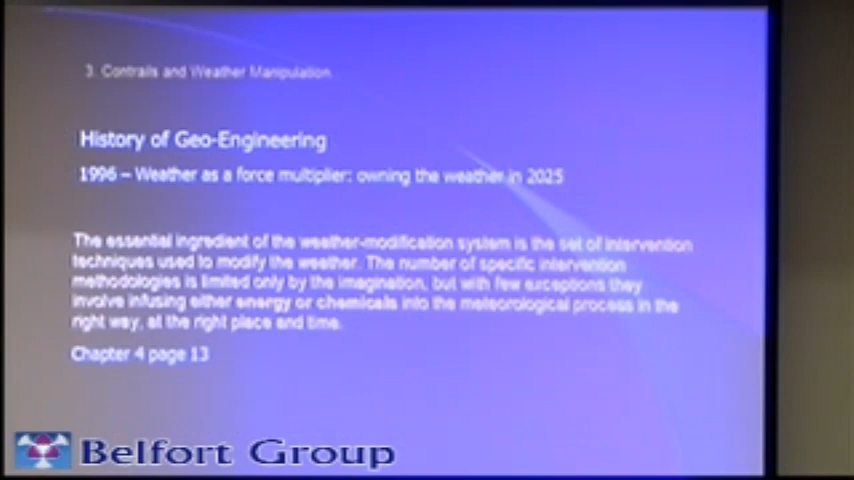 3. Contrails and Weather Manipulation
History of Geo-Engineering
1996 – Weather as a force multiplier: owning the weather in 2025
The essential ingredient of the weather-modification system is the set of intervention
techniques used to modify the weather. The number of specific intervention
methodologies is limited only by the imagination, but with few exceptions they
involve infusing either energy or chemicals into the meteorological process in the
right way, at the right place and time.
Chapter 4 page 13
Belfort Group